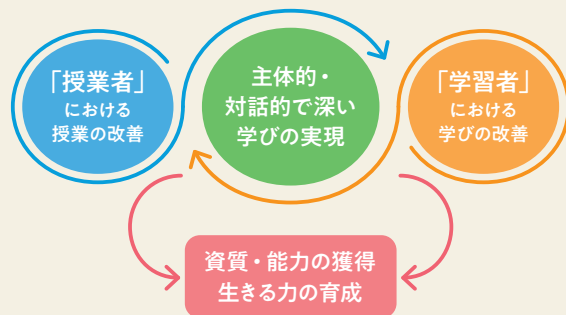 「授業者」
における
授業の改善
主体的・
対話的で深い
学びの実現
「学習者」
における
学びの改善
資質・能力の獲得
生きる力の育成